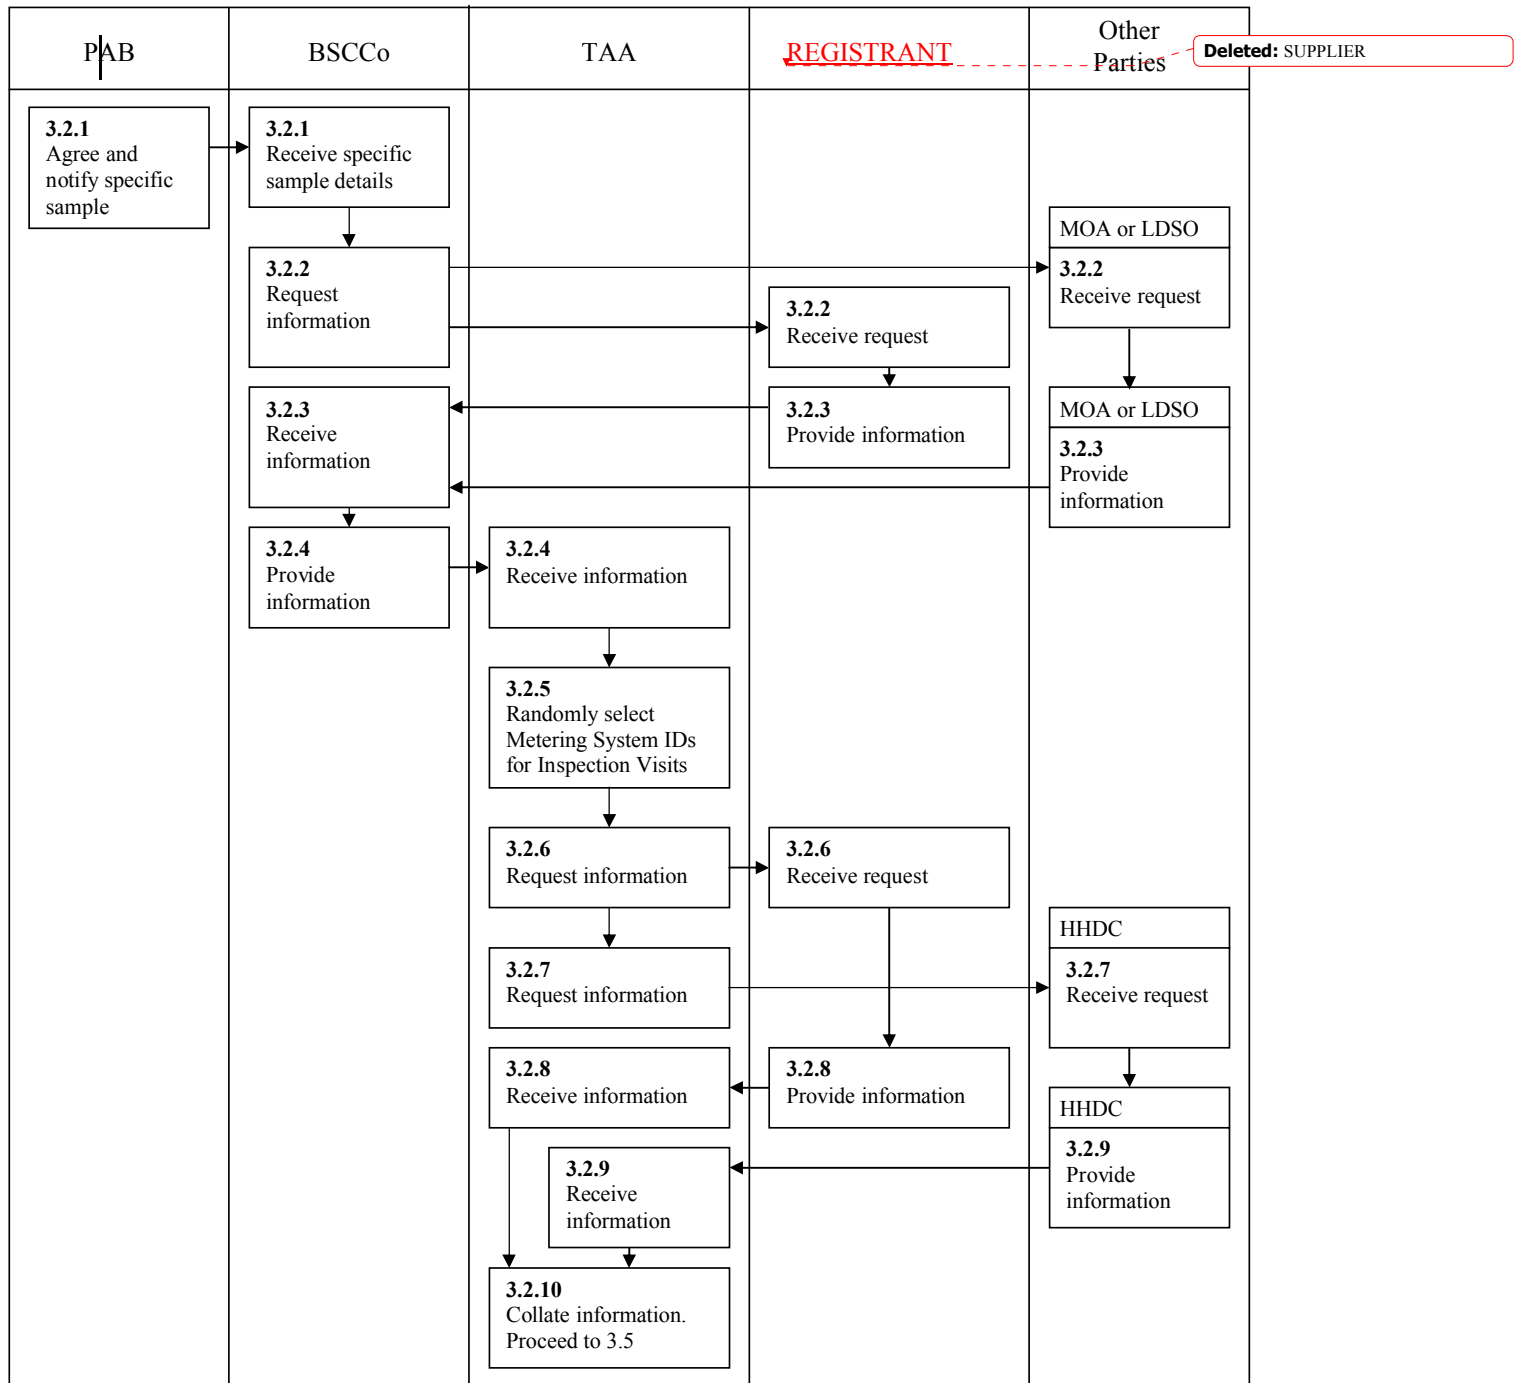 PAB
BSCCo
TAA
REGISTRANT
Other
Parties
Deleted: SUPPLIER
3.2.1
Agree and
notify specific
sample
3.2.1
Receive specific
sample details
MOA or LDSO
3.2.2
Receive request
3.2.2
Request
information
3.2.2
Receive request
3.2.3
Receive
information
3.2.3
Provide information
MOA or LDSO
3.2.3
Provide
information
3.2.4
Provide
information
3.2.4
Receive information
3.2.5
Randomly select
Metering System IDs
for Inspection Visits
3.2.6
Request information
3.2.6
Receive request
HHDC
3.2.7
Receive request
3.2.7
Request information
3.2.8
Receive information
3.2.8
Provide information
HHDC
3.2.9
Provide
information
3.2.9
Receive
information
3.2.10
Collate information.
Proceed to 3.5